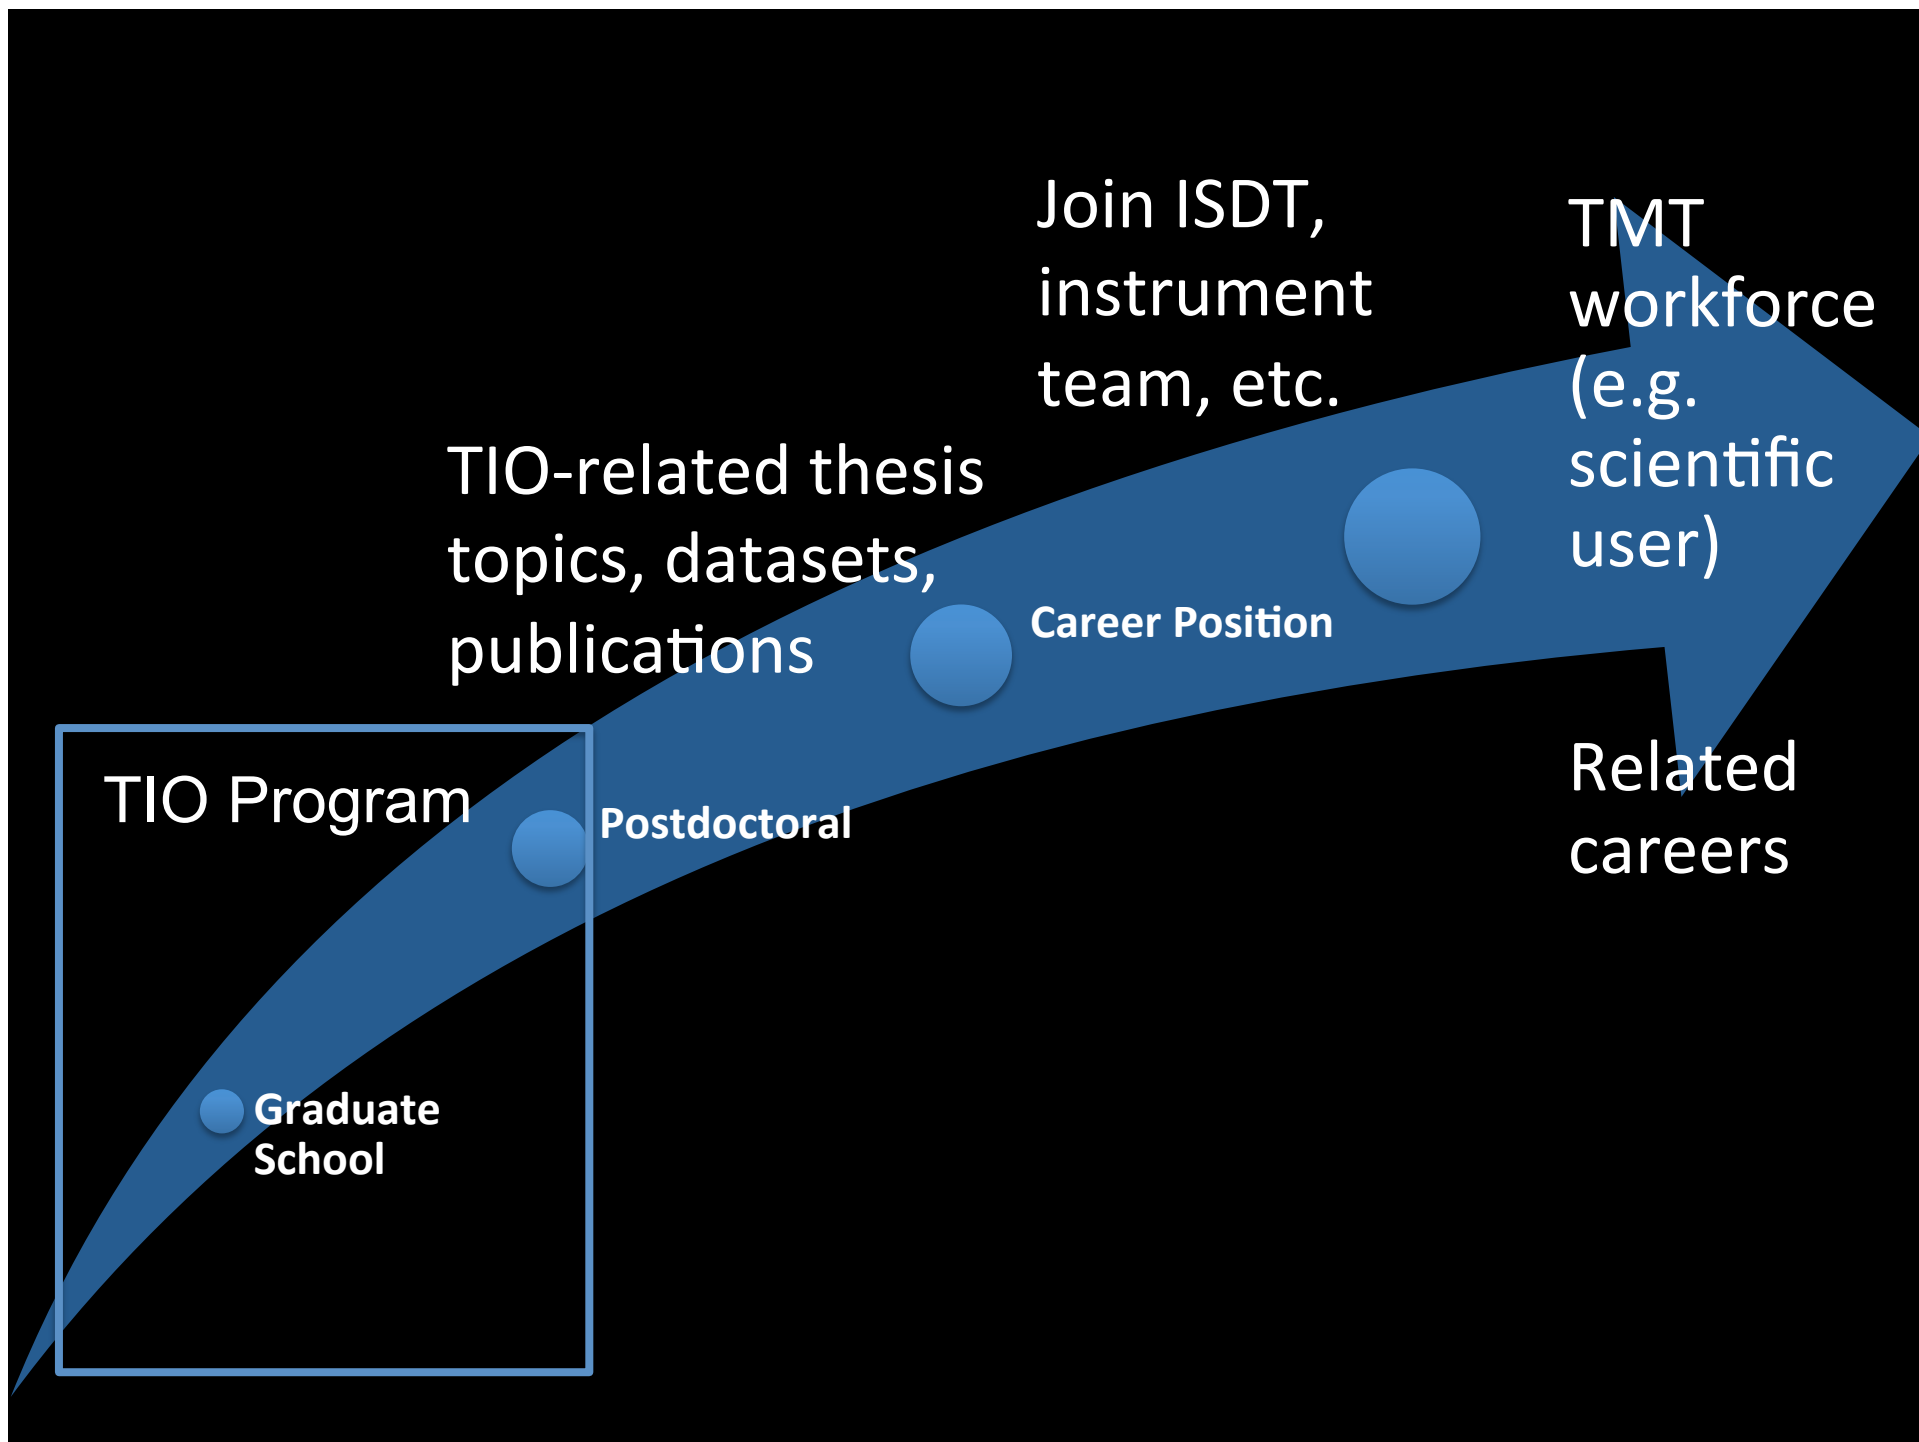 Join ISDT,
instrument
team, etc.
TMT
workforce
(e.g.
scientific
user)
TIO-related thesis
topics, datasets,
publications
Career Position
TIO Program
Postdoctoral
Related
careers
Graduate
School